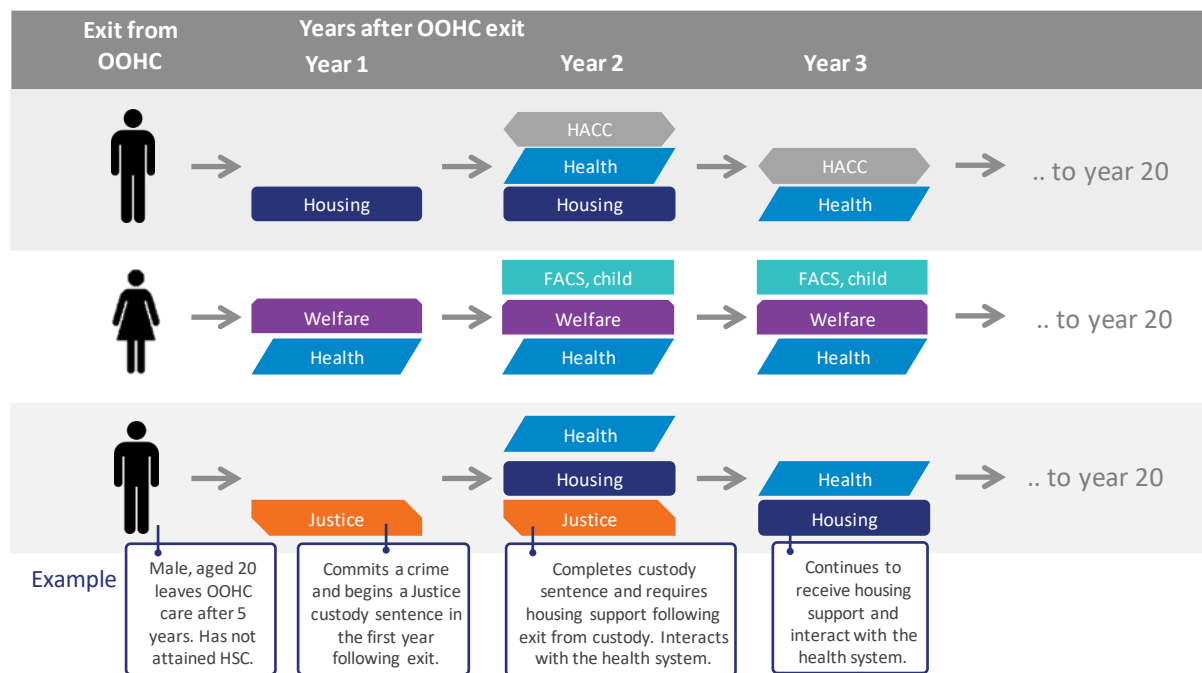 Exit from
OOHC
Years after OOHC exit
Year 1
Year 2
Year 3
HACC
Health
Housing
Housing
HACC
Health
.. to year 20
Welfare
Health
FACS, child
Welfare
Health
FACS, child
Welfare
Health
.. to year 20
Justice
Health
Housing
Justice
Health
Housing
.. to year 20
Example
Male, aged 20
leaves OOHC
care after 5
years. Has not
attained HSC.
Commits a crime
and begins a Justice
custody sentence in
the first year
following exit.
Completes custody
sentence and requires
housing support following
exit from custody. Interacts
with the health system.
Continues to
receive housing
support and
interact with the
health system.